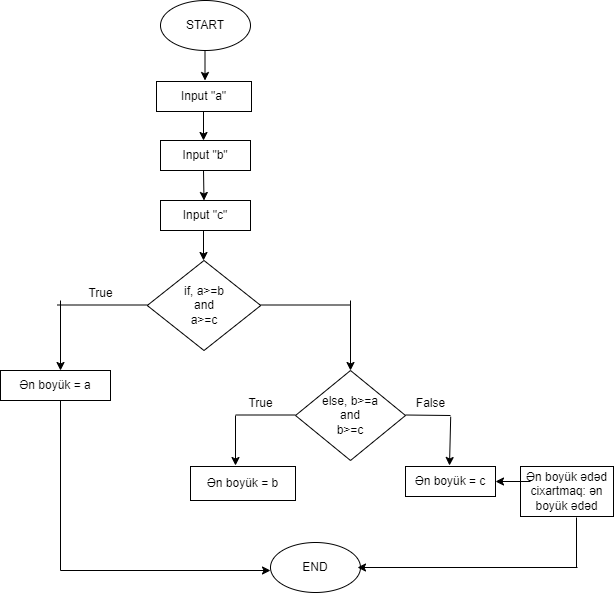 START
Input "a"
Input "b"
Input "c"
if, a>=b
and
a>=c
True
Ən boyük = a
else, b>=a
and
b>=c
True
False
Ən boyük = b
Ən boyük = c
Ən boyük ədəd
cixartmaq: ən
boyük ədəd
END